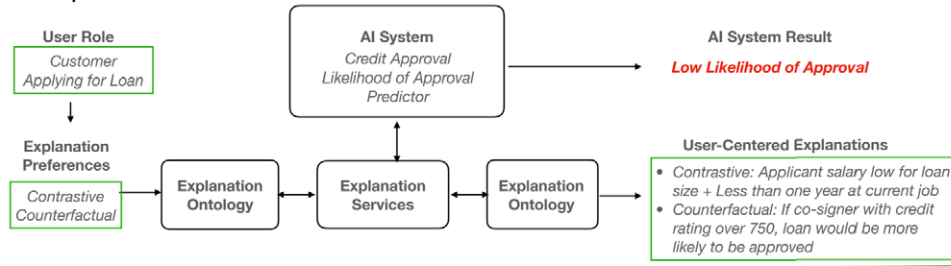 User Role
Customer
Applying for Loan
Explanation
Preferences
Contrastive
Counterfactual
Explanation
Ontology
AI System
Credit Approval
Likelihood of Approval
Predictor
Explanation
Services
Explanation
Ontology
AI System Result
Low Likelihood of Approval
User-Centered Explanations
• Contrastive: Applicant salary low for loan
size + Less than one year at current job
• Counterfactual: If co-signer with credit
rating over 750, loan would be more
likely to be approved